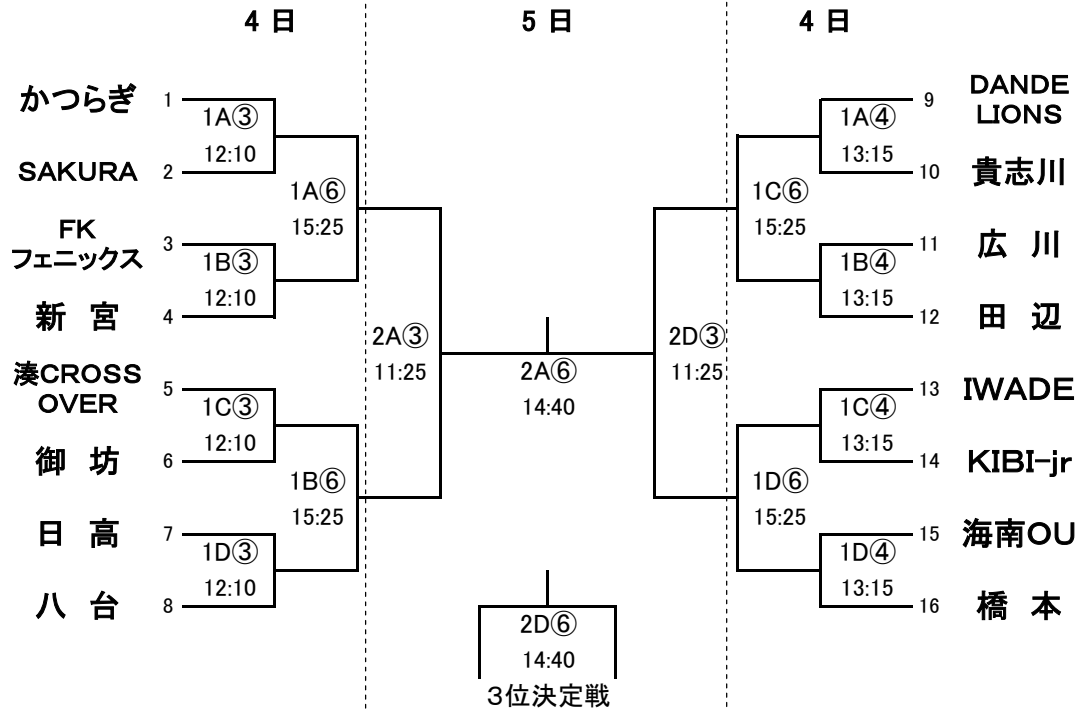 4 日
5 日
4 日
かつらぎ 1
1A③
12:10
SAKURA 2
1A⑥
15:25
FK
フェニックス 3
1B③
12:10
新 宮 4
2A③
11:25
湊CROSS
OVER 5
1C③
12:10
御 坊 6
1B⑥
15:25
日 高 7
1D③
12:10
八 台 8
2A⑥
14:40
2D⑥
14:40
3位決定戦
9 DANDE
LIONS
1A④
13:15
10 貴志川
1C⑥
15:25
11 広 川
1B④
13:15
12 田 辺
2D③
11:25
13 IWADE
1C④
13:15
14 KIBI-jr
1D⑥
15:25
15 海南OU
1D④
13:15
16 橋 本